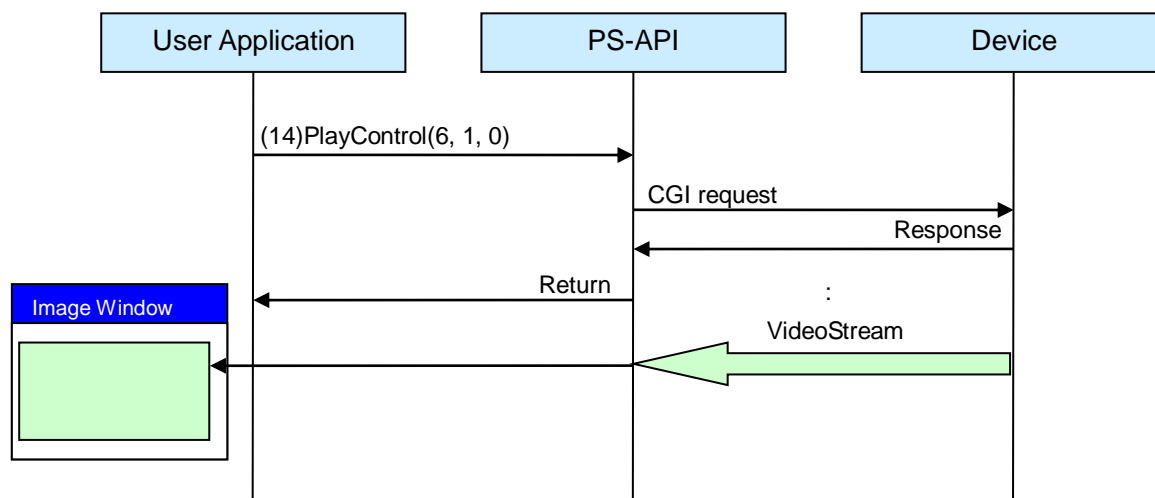 User Application
PS-API
Device
(14)PlayControl(6, 1, 0)
CGI request
Response
Return
:
Image Window
VideoStream